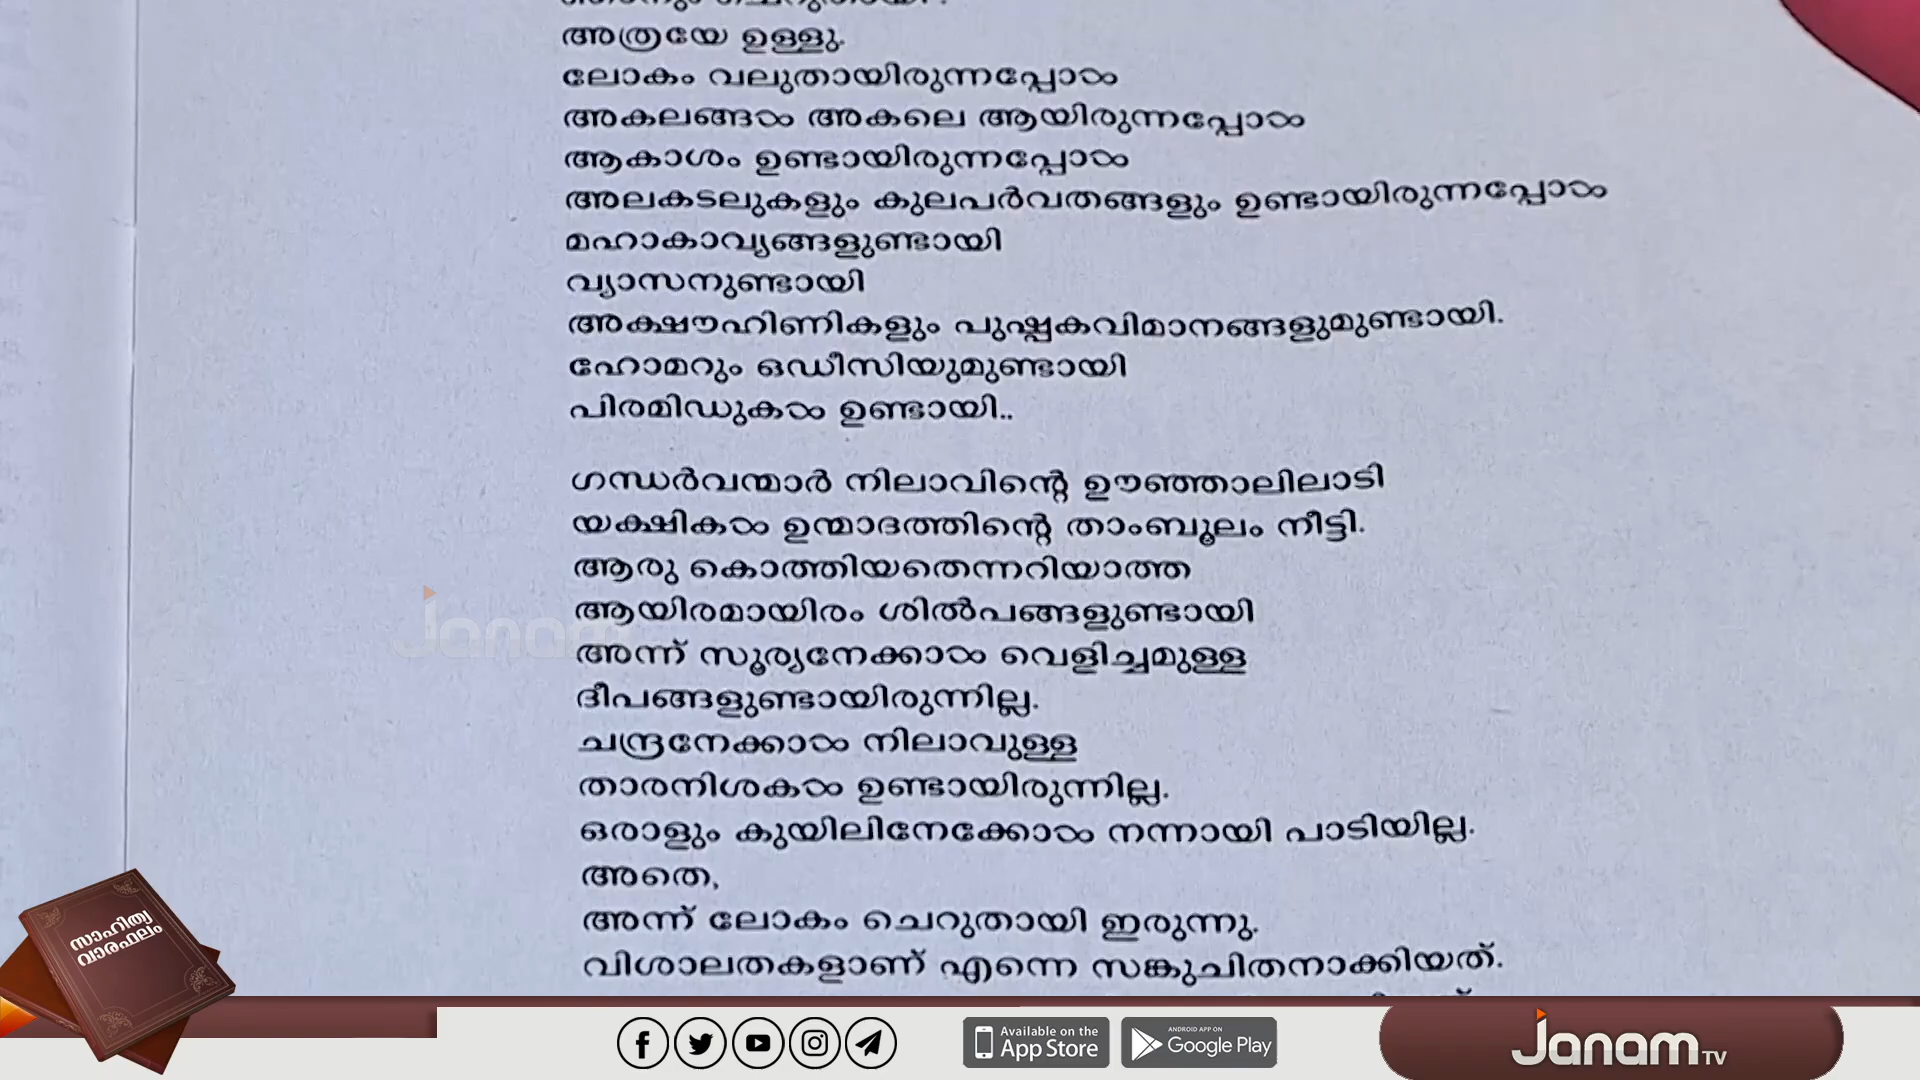 അത്രയേ ഉള്ളൂ.
ലോകം വലുതായിരുന്നപ്പോൾ
അകലങ്ങൾ അകലെ ആയിരുന്നപ്പോൾ
ആകാശം ഉണ്ടായിരുന്നപ്പോൾ
അലകടലുകളും കുലപർവതങ്ങളും ഉണ്ടായിരുന്നപ്പോൾ
മഹാകാവ്യങ്ങളുണ്ടായി
വ്യാസനുണ്ടായി
അക്ഷൗഹിണികളും പുഷ്പകവിമാനങ്ങളുമുണ്ടായി.
ഹോമറും ഒഡീസിയുമുണ്ടായി
പിരമിഡുകൾ ഉണ്ടായി..
ഗന്ധർവന്മാർ നിലാവിന്റെ ഊഞ്ഞാലിലാടി
യക്ഷികൾ ഉന്മാദത്തിന്റെ താംബൂലം നീട്ടി.
ആരു കൊത്തിയതെന്നറിയാത്ത
ആയിരമായിരം ശിൽപങ്ങളുണ്ടായി
അന്ന് സൂര്യനേക്കാൾ വെളിച്ചമുള്ള
ദീപങ്ങളുണ്ടായിരുന്നില്ല.
ചന്ദ്രനേക്കാൾ നിലാവുള്ള
താരനിശകൾ ഉണ്ടായിരുന്നില്ല.
ഒരാളും കുയിലിനേക്കോൾ നന്നായി പാടിയില്ല.
അതെ,
അന്ന് ലോകം ചെറുതായി ഇരുന്നു.
വിശാലതകളാണ് എന്നെ സങ്കുചിതനാക്കിയത്.
Janam
സാഹിത്യ
വാരഫലം
Available on the
App Store
ANDROID APP ON
Google Play
Janam TV